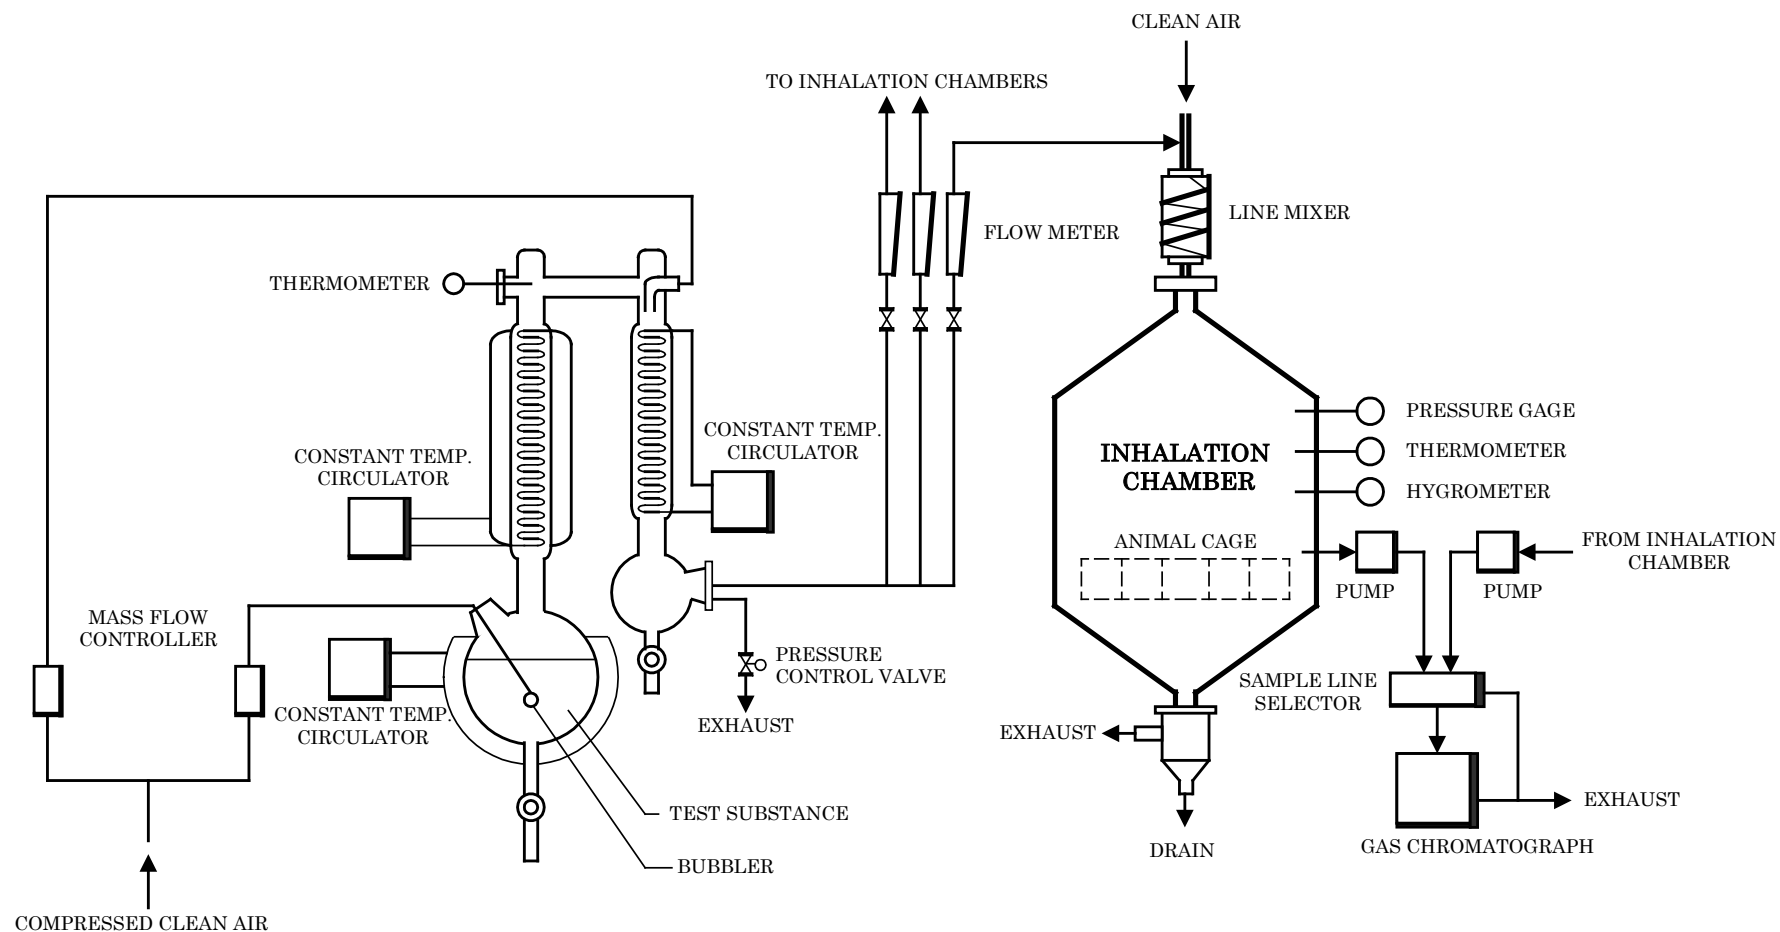 CLEAN AIR
TO INHALATION CHAMBERS
LINE MIXER
FLOW METER
THERMOMETER
PRESSURE GAGE
CONSTANT TEMP.
CIRCULATOR
THERMOMETER
INHALATION
CHAMBER
CONSTANT TEMP.
CIRCULATOR
HYGROMETER
ANIMAL CAGE
FROM INHALATION
CHAMBER
PUMP
PUMP
MASS FLOW
CONTROLLER
PRESSURE
CONTROL VALVE
SAMPLE LINE
SELECTOR
CONSTANT TEMP.
CIRCULATOR
EXHAUST
EXHAUST
EXHAUST
TEST SUBSTANCE
GAS CHROMATOGRAPH
DRAIN
BUBBLER
COMPRESSED CLEAN AIR